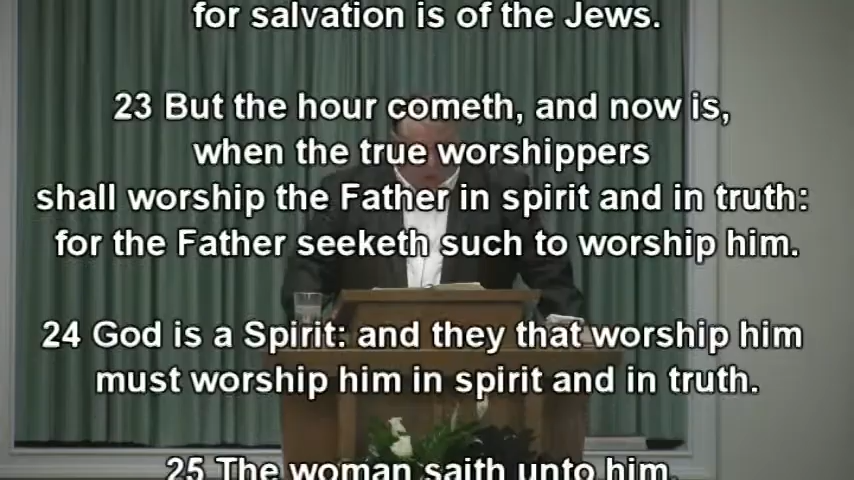 for salvation is of the Jews.
23 But the hour cometh, and now is,
when the true worshippers
shall worship the Father in spirit and in truth:
for the Father seeketh such to worship him.
24 God is a Spirit: and they that worship him
must worship him in spirit and in truth.
25 The woman saith unto him,